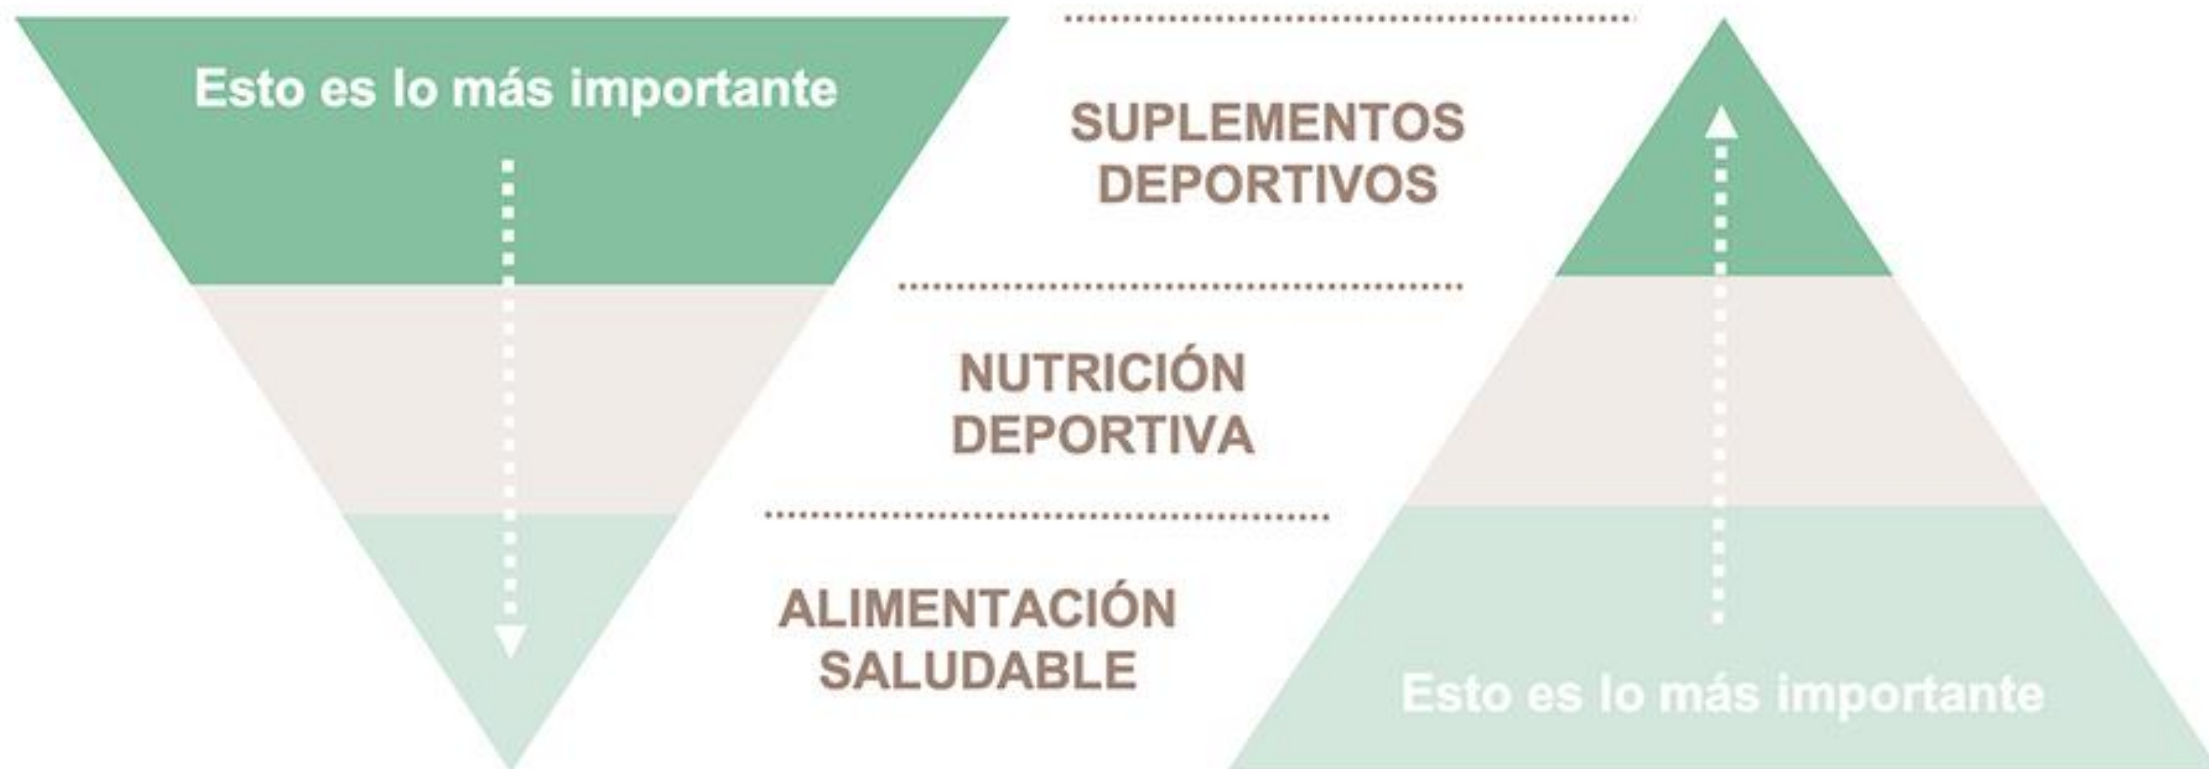 Esto es lo más importante
SUPLEMENTOS
DEPORTIVOS
NUTRICIÓN
DEPORTIVA
ALIMENTACIÓN
SALUDABLE
Esto es lo más importante